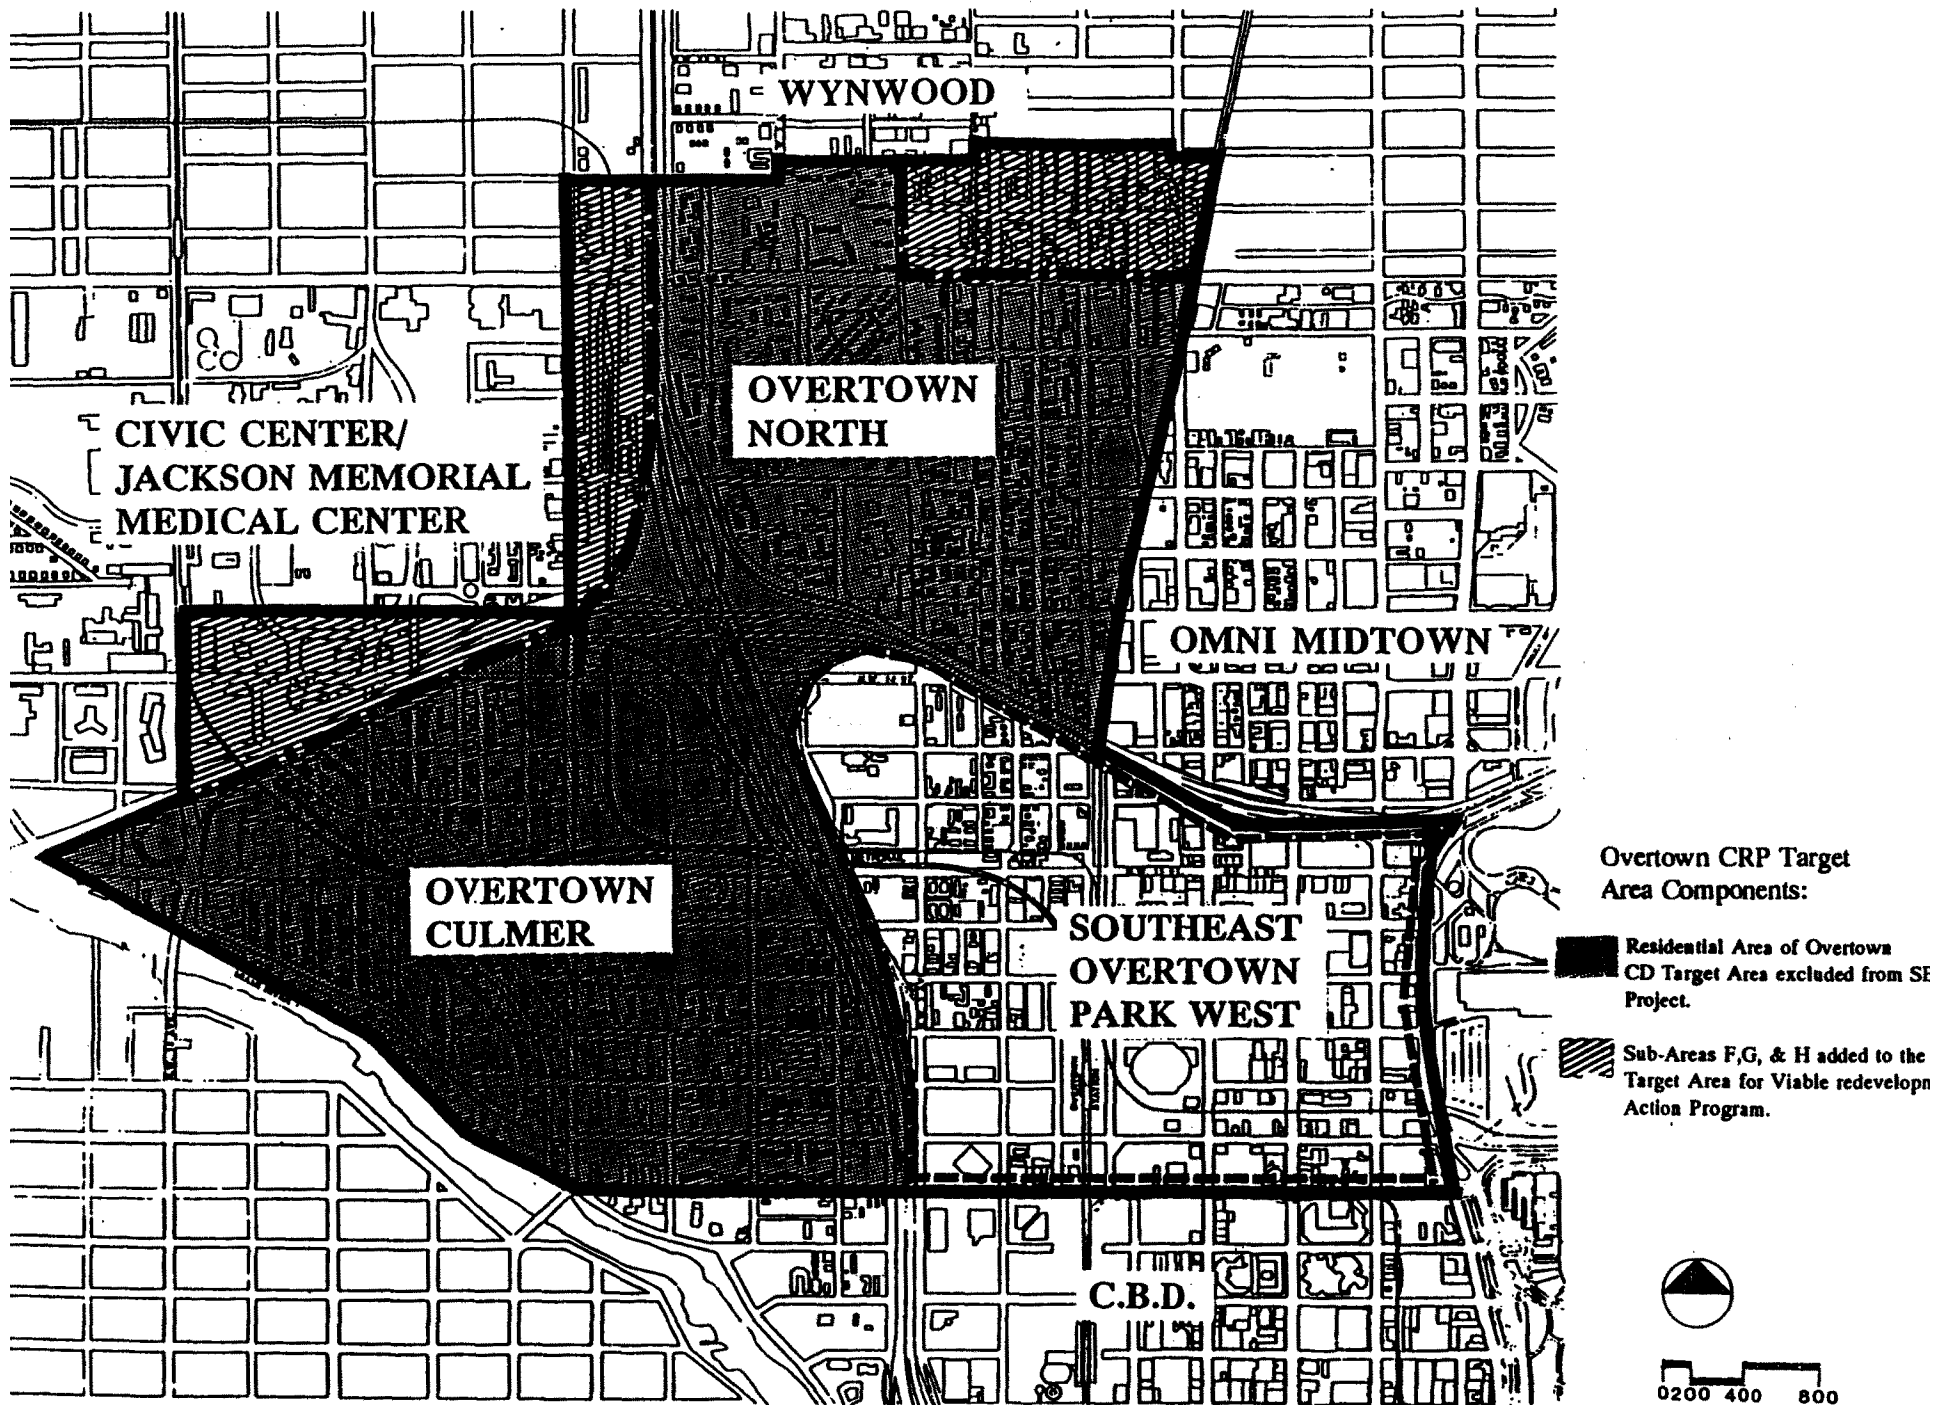 WYNWOOD
OVERTOWN
NORTH
CIVIC CENTER/
JACKSON MEMORIAL
MEDICAL CENTER
OMNI MIDTOWN
OVERTOWN
CULMER
SOUTHEAST
OVERTOWN
PARK WEST
C.B.D.
Overtown CRP Target
Area Components:
Residential Area of Overtown
CD Target Area excluded from SE
Project.
Sub-Areas F,G, & H added to the
Target Area for Viable redevelopm
Action Program.
0200 400 800